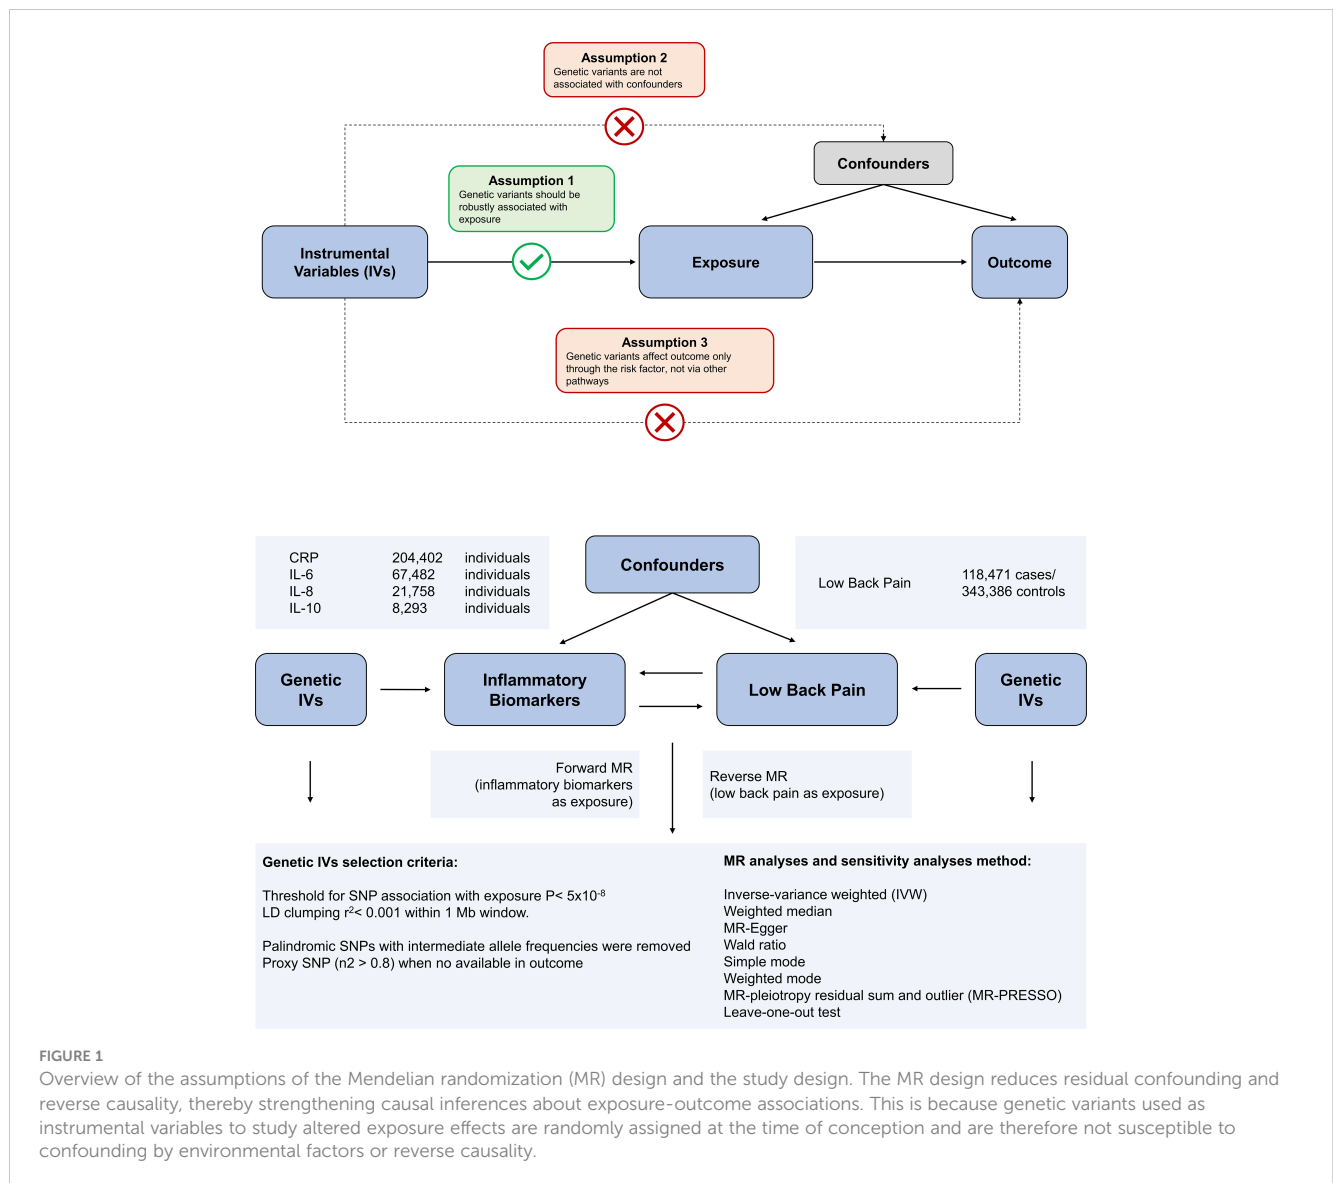 Assumption 2
Genetic variants are not
associated with confounders
Confounders
Assumption 1
Genetic variants should be
robustly associated with
exposure
Instrumental
Variables (IVs)
Exposure
Outcome
Assumption 3
Genetic variants affect outcome only
through the risk factor, not via other
pathways
CRP 204,402 individuals
IL-6 67,482 individuals
IL-8 21,758 individuals
IL-10 8,293 individuals
Confounders
Low Back Pain
118,471 cases/
343,386 controls
Genetic
IVs
Inflammatory
Biomarkers
Low Back Pain
Genetic
IVs
Forward MR
(inflammatory biomarkers
as exposure)
Reverse MR
(low back pain as exposure)
Genetic IVs selection criteria:
Threshold for SNP association with exposure P< 5x10⁻⁸
LD clumping r²< 0.001 within 1 Mb window.
Palindromic SNPs with intermediate allele frequencies were removed
Proxy SNP (n2 > 0.8) when no available in outcome
MR analyses and sensitivity analyses method:
Inverse-variance weighted (IVW)
Weighted median
MR-Egger
Wald ratio
Simple mode
Weighted mode
MR-pleiotropy residual sum and outlier (MR-PRESSO)
Leave-one-out test
FIGURE 1
Overview of the assumptions of the Mendelian randomization (MR) design and the study design. The MR design reduces residual confounding and
reverse causality, thereby strengthening causal inferences about exposure-outcome associations. This is because genetic variants used as
instrumental variables to study altered exposure effects are randomly assigned at the time of conception and are therefore not susceptible to
confounding by environmental factors or reverse causality.